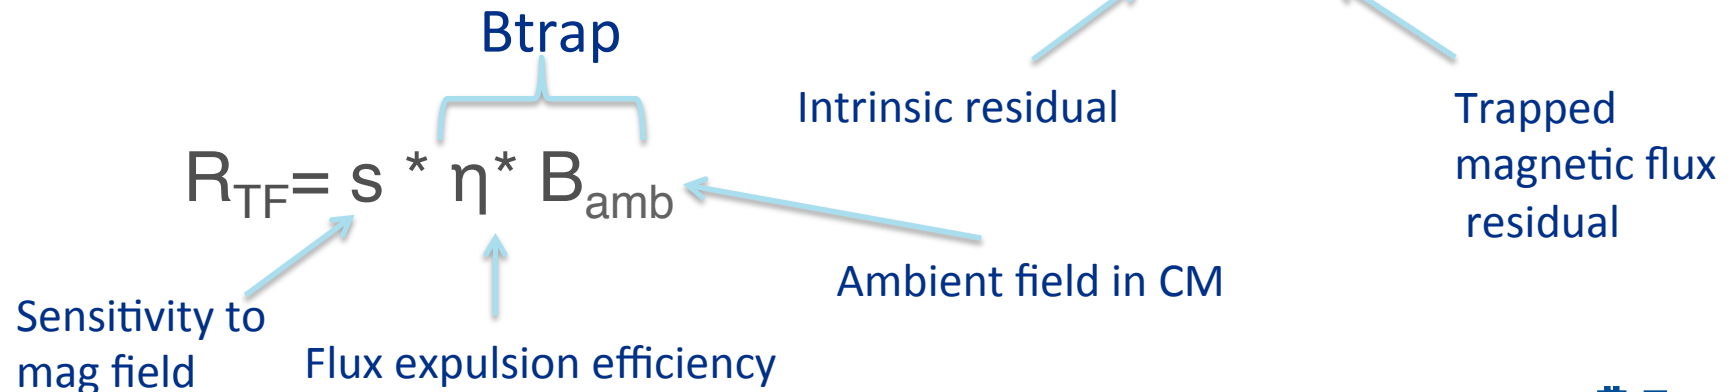 Btrap
Intrinsic residual
Trapped
magnetic flux
residual
R_TF= s * η* B_amb
Ambient field in CM
Sensitivity to
mag field
Flux expulsion efficiency